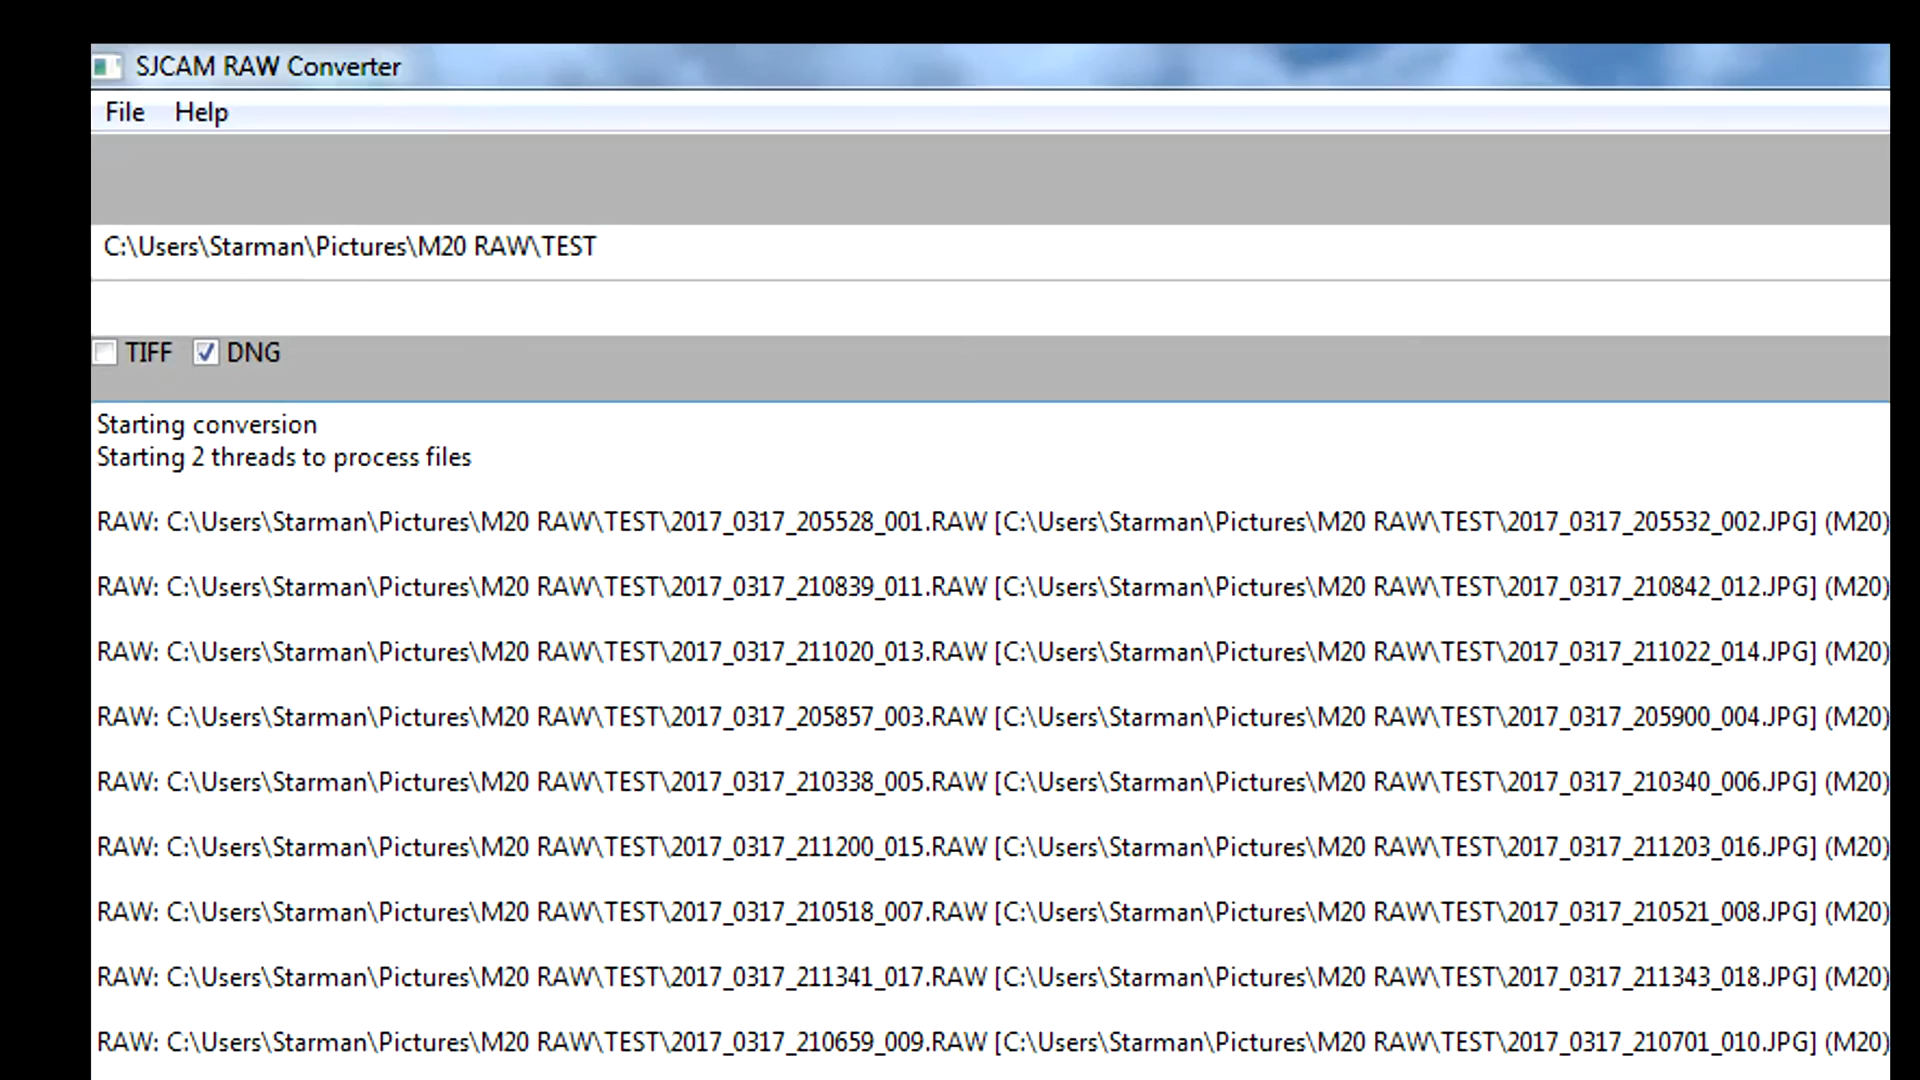 SJCAM RAW Converter
File Help
C:\Users\Starman\Pictures\M20 RAW\TEST
TIFF DNG
Starting conversion
Starting 2 threads to process files
RAW: C:\Users\Starman\Pictures\M20 RAW\TEST\2017_0317_205528_001.RAW [C:\Users\Starman\Pictures\M20 RAW\TEST\2017_0317_205532_002.JPG] (M20)
RAW: C:\Users\Starman\Pictures\M20 RAW\TEST\2017_0317_210839_011.RAW [C:\Users\Starman\Pictures\M20 RAW\TEST\2017_0317_210842_012.JPG] (M20)
RAW: C:\Users\Starman\Pictures\M20 RAW\TEST\2017_0317_211020_013.RAW [C:\Users\Starman\Pictures\M20 RAW\TEST\2017_0317_211022_014.JPG] (M20)
RAW: C:\Users\Starman\Pictures\M20 RAW\TEST\2017_0317_205857_003.RAW [C:\Users\Starman\Pictures\M20 RAW\TEST\2017_0317_205900_004.JPG] (M20)
RAW: C:\Users\Starman\Pictures\M20 RAW\TEST\2017_0317_210338_005.RAW [C:\Users\Starman\Pictures\M20 RAW\TEST\2017_0317_210340_006.JPG] (M20)
RAW: C:\Users\Starman\Pictures\M20 RAW\TEST\2017_0317_211200_015.RAW [C:\Users\Starman\Pictures\M20 RAW\TEST\2017_0317_211203_016.JPG] (M20)
RAW: C:\Users\Starman\Pictures\M20 RAW\TEST\2017_0317_210518_007.RAW [C:\Users\Starman\Pictures\M20 RAW\TEST\2017_0317_210521_008.JPG] (M20)
RAW: C:\Users\Starman\Pictures\M20 RAW\TEST\2017_0317_211341_017.RAW [C:\Users\Starman\Pictures\M20 RAW\TEST\2017_0317_211343_018.JPG] (M20)
RAW: C:\Users\Starman\Pictures\M20 RAW\TEST\2017_0317_210659_009.RAW [C:\Users\Starman\Pictures\M20 RAW\TEST\2017_0317_210701_010.JPG] (M20)